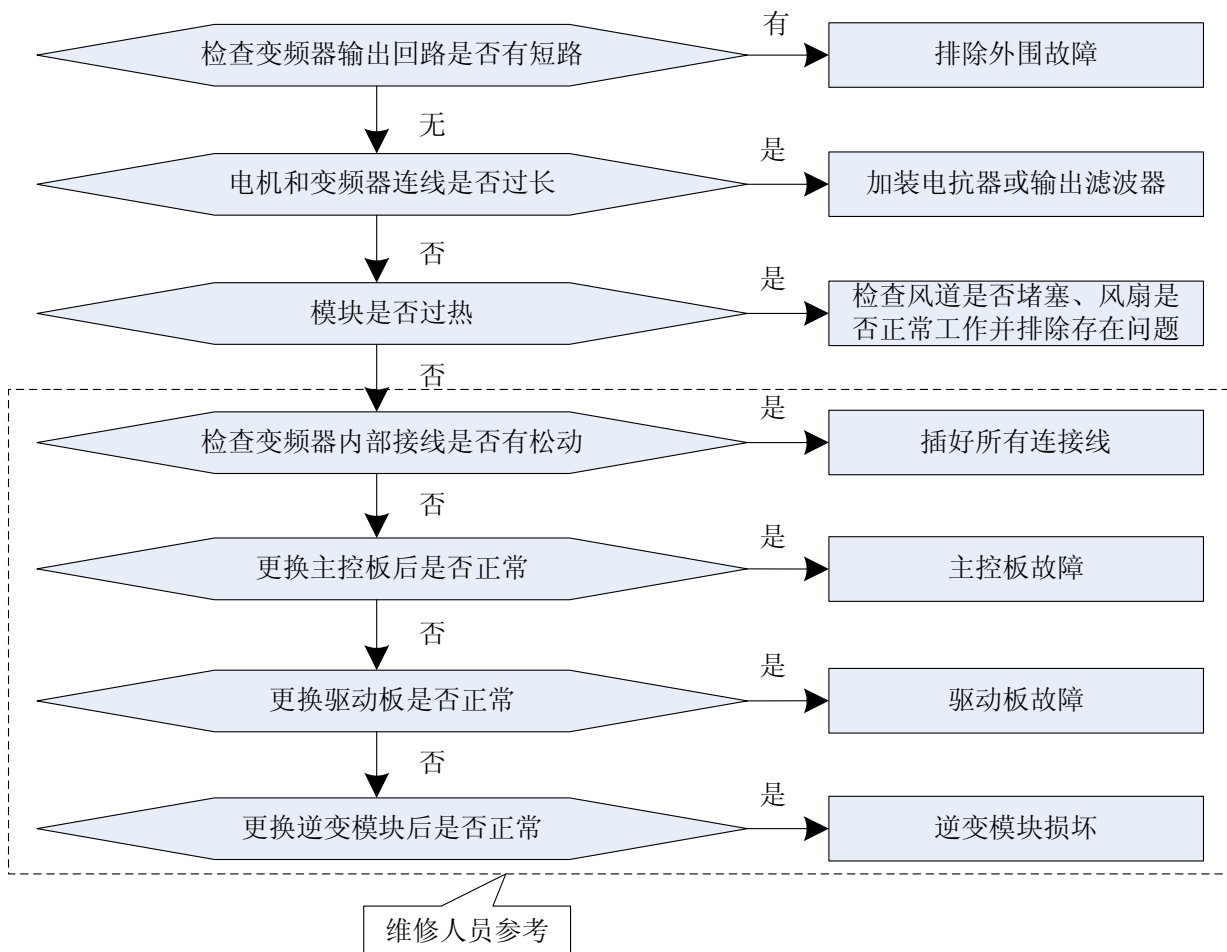 有
检查变频器输出回路是否有短路
排除外围故障
无
是
电机和变频器连线是否过长
加装电抗器或输出滤波器
否
是
模块是否过热
检查风道是否堵塞、风扇是
否正常工作并排除存在问题
否
是
检查变频器内部接线是否有松动
插好所有连接线
否
是
更换主控板后是否正常
主控板故障
否
是
更换驱动板是否正常
驱动板故障
否
是
更换逆变模块后是否正常
逆变模块损坏
维修人员参考